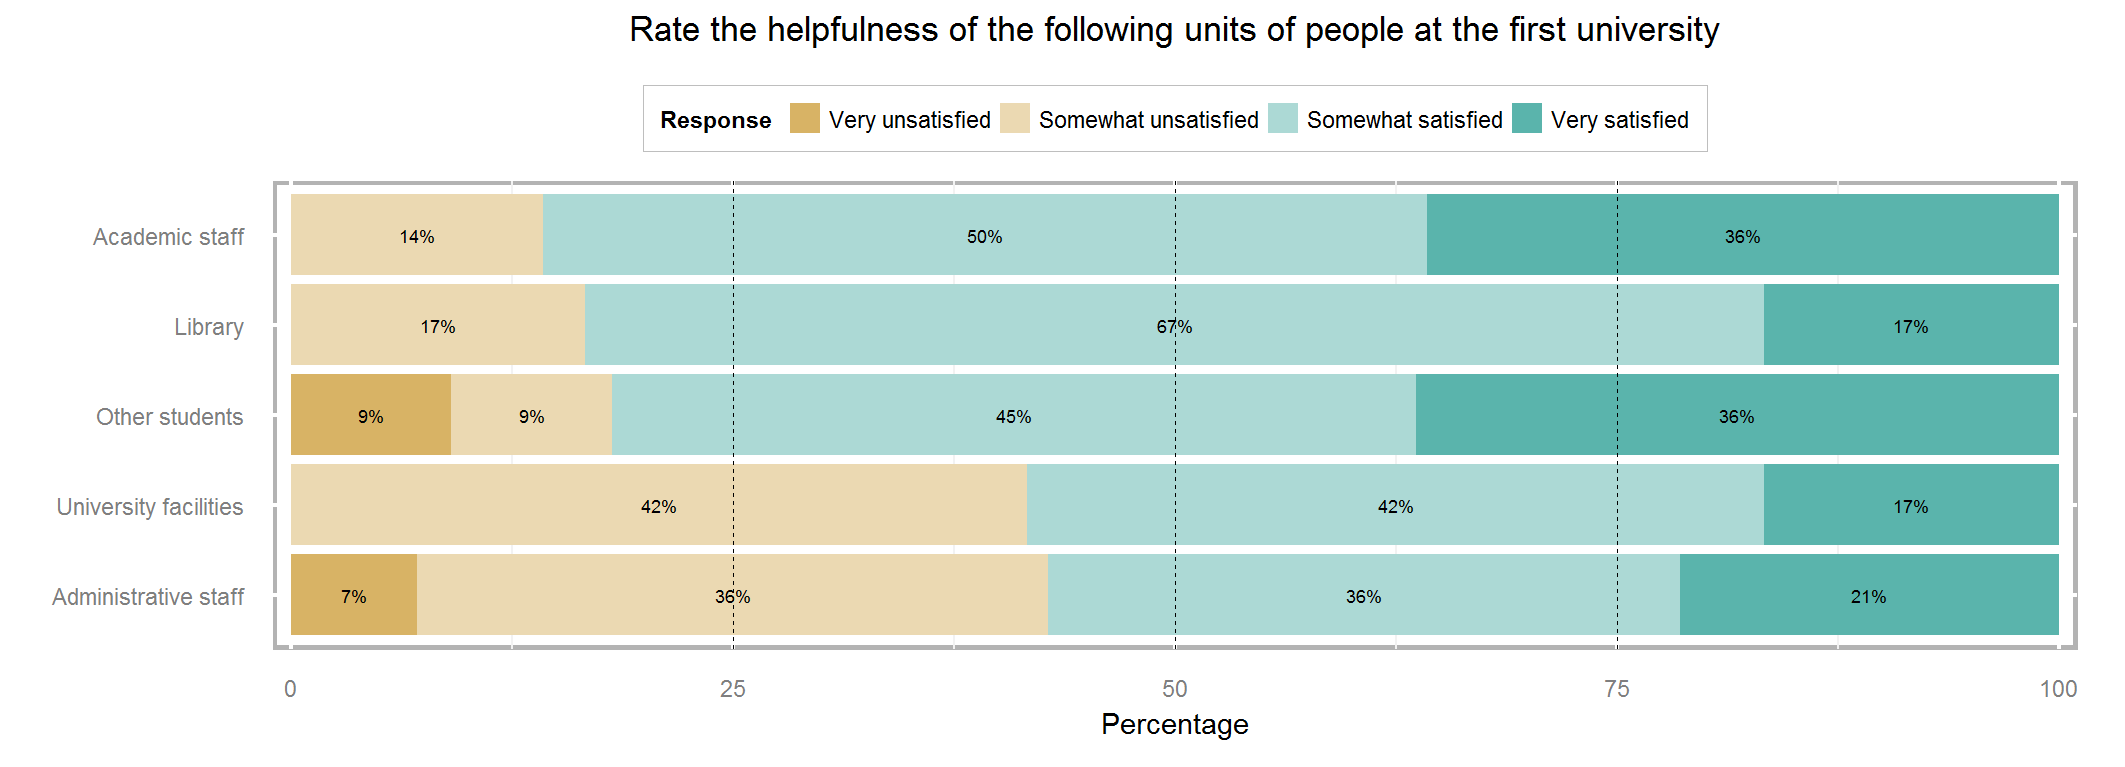 Rate the helpfulness of the following units of people at the first university
Response Very unsatisfied Somewhat unsatisfied Somewhat satisfied Very satisfied
Academic staff 14% 50% 36%
Library 17% 67% 17%
Other students 9% 9% 45% 36%
University facilities 42% 42% 17%
Administrative staff 7% 36% 36% 21%
0 25 50 75 100
Percentage